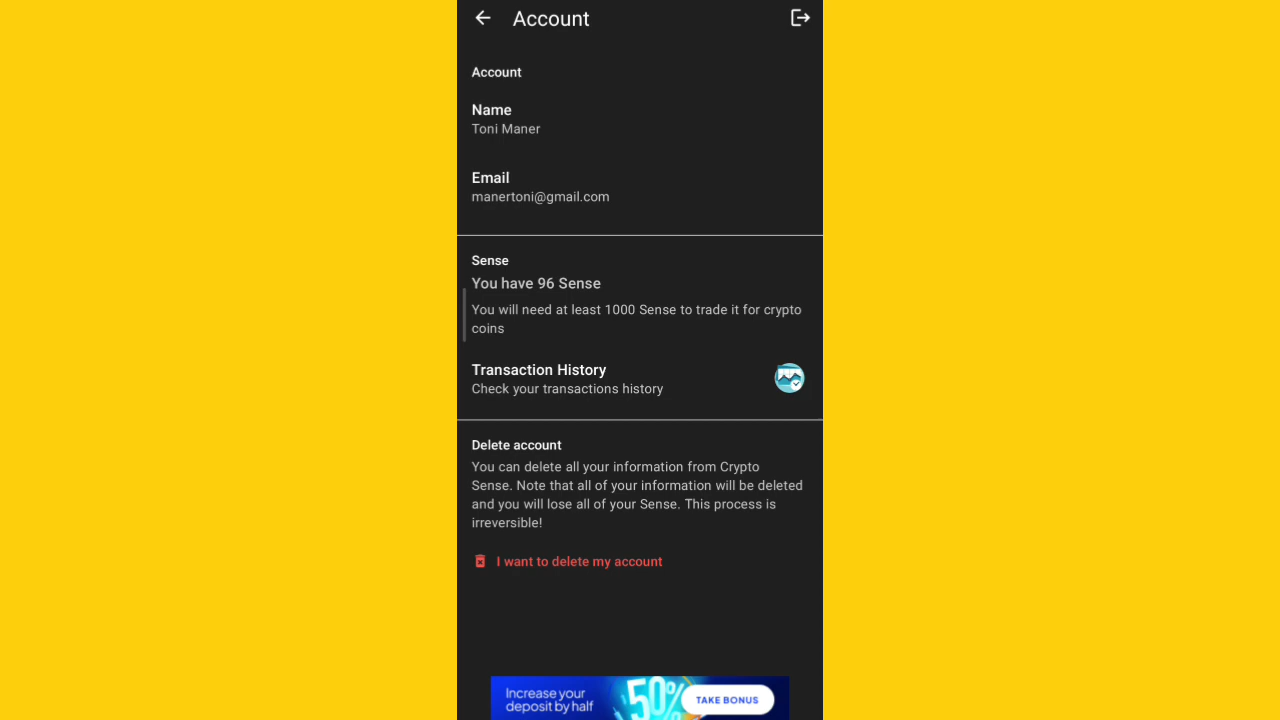 Account
Account
Name
Toni Maner
Email
manertoni@gmail.com
Sense
You have 96 Sense
You will need at least 1000 Sense to trade it for crypto
coins
Transaction History
Check your transactions history
Delete account
You can delete all your information from Crypto
Sense. Note that all of your information will be deleted
and you will lose all of your Sense. This process is
irreversible!
I want to delete my account
Increase your
deposit by half
50%
TAKE BONUS